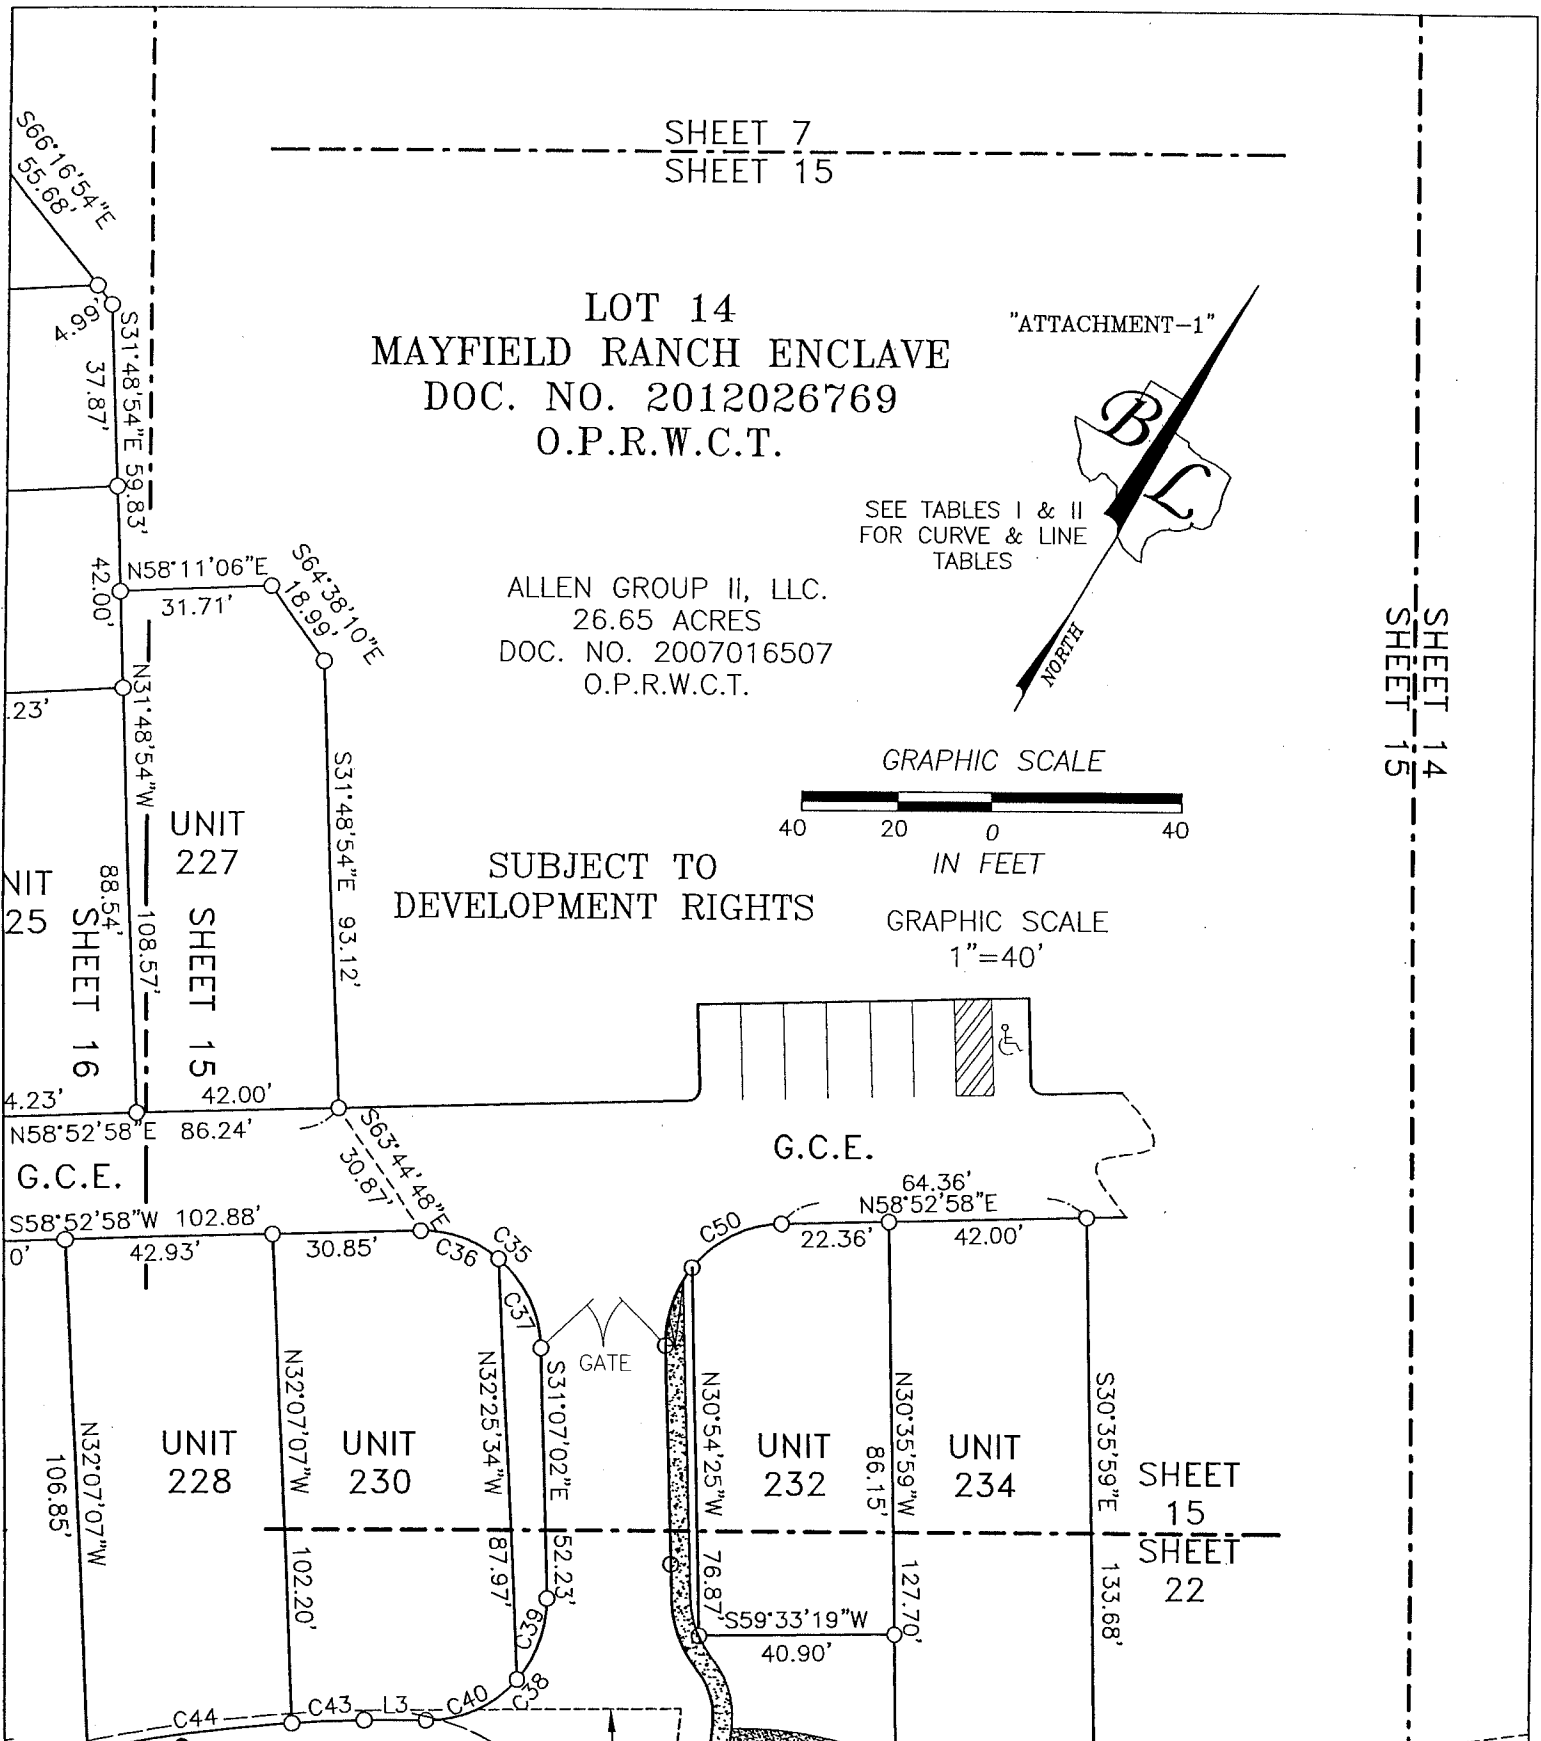 SHEET 7
SHEET 15
S66°16'54"E
55.68'
4.99'
S31°48'54"E 59.83'
37.87'
LOT 14
MAYFIELD RANCH ENCLAVE
DOC. NO. 2012026769
O.P.R.W.C.T.
"ATTACHMENT-1"
B
L
SEE TABLES I & II
FOR CURVE & LINE
TABLES
NORTH
ALLEN GROUP II, LLC.
26.65 ACRES
DOC. NO. 2007016507
O.P.R.W.C.T.
42.00'
N58°11'06"E
31.71'
S64°38'10"E
18.99'
SHEET 14
SHEET 15
.23'
N31°48'54"W
108.57'
88.54'
S31°48'54"E 93.12'
GRAPHIC SCALE
40 20 0 40
IN FEET
GRAPHIC SCALE
1"=40'
UNIT
227
NIT
25
SHEET 16
SHEET 15
SUBJECT TO
DEVELOPMENT RIGHTS
4.23'
42.00'
N58°52'58"E 86.24'
G.C.E.
S63°44'48"E
30.87'
G.C.E.
64.36'
N58°52'58"E
22.36'
42.00'
S58°52'58"W 102.88'
0'
42.93'
30.85'
C36
C35
C37
C50
GATE
N32°07'07"W
106.85'
UNIT
228
N32°07'07"W
102.20'
UNIT
230
N32°25'34"W
87.97'
S31°07'02"E
52.23'
N30°54'25"W
76.87'
UNIT
232
N30°35'59"W
86.15'
127.70'
UNIT
234
S30°35'59"E
133.68'
SHEET
15
SHEET
22
S59°33'19"W
40.90'
C39
C38
C40
L3
C43
C44